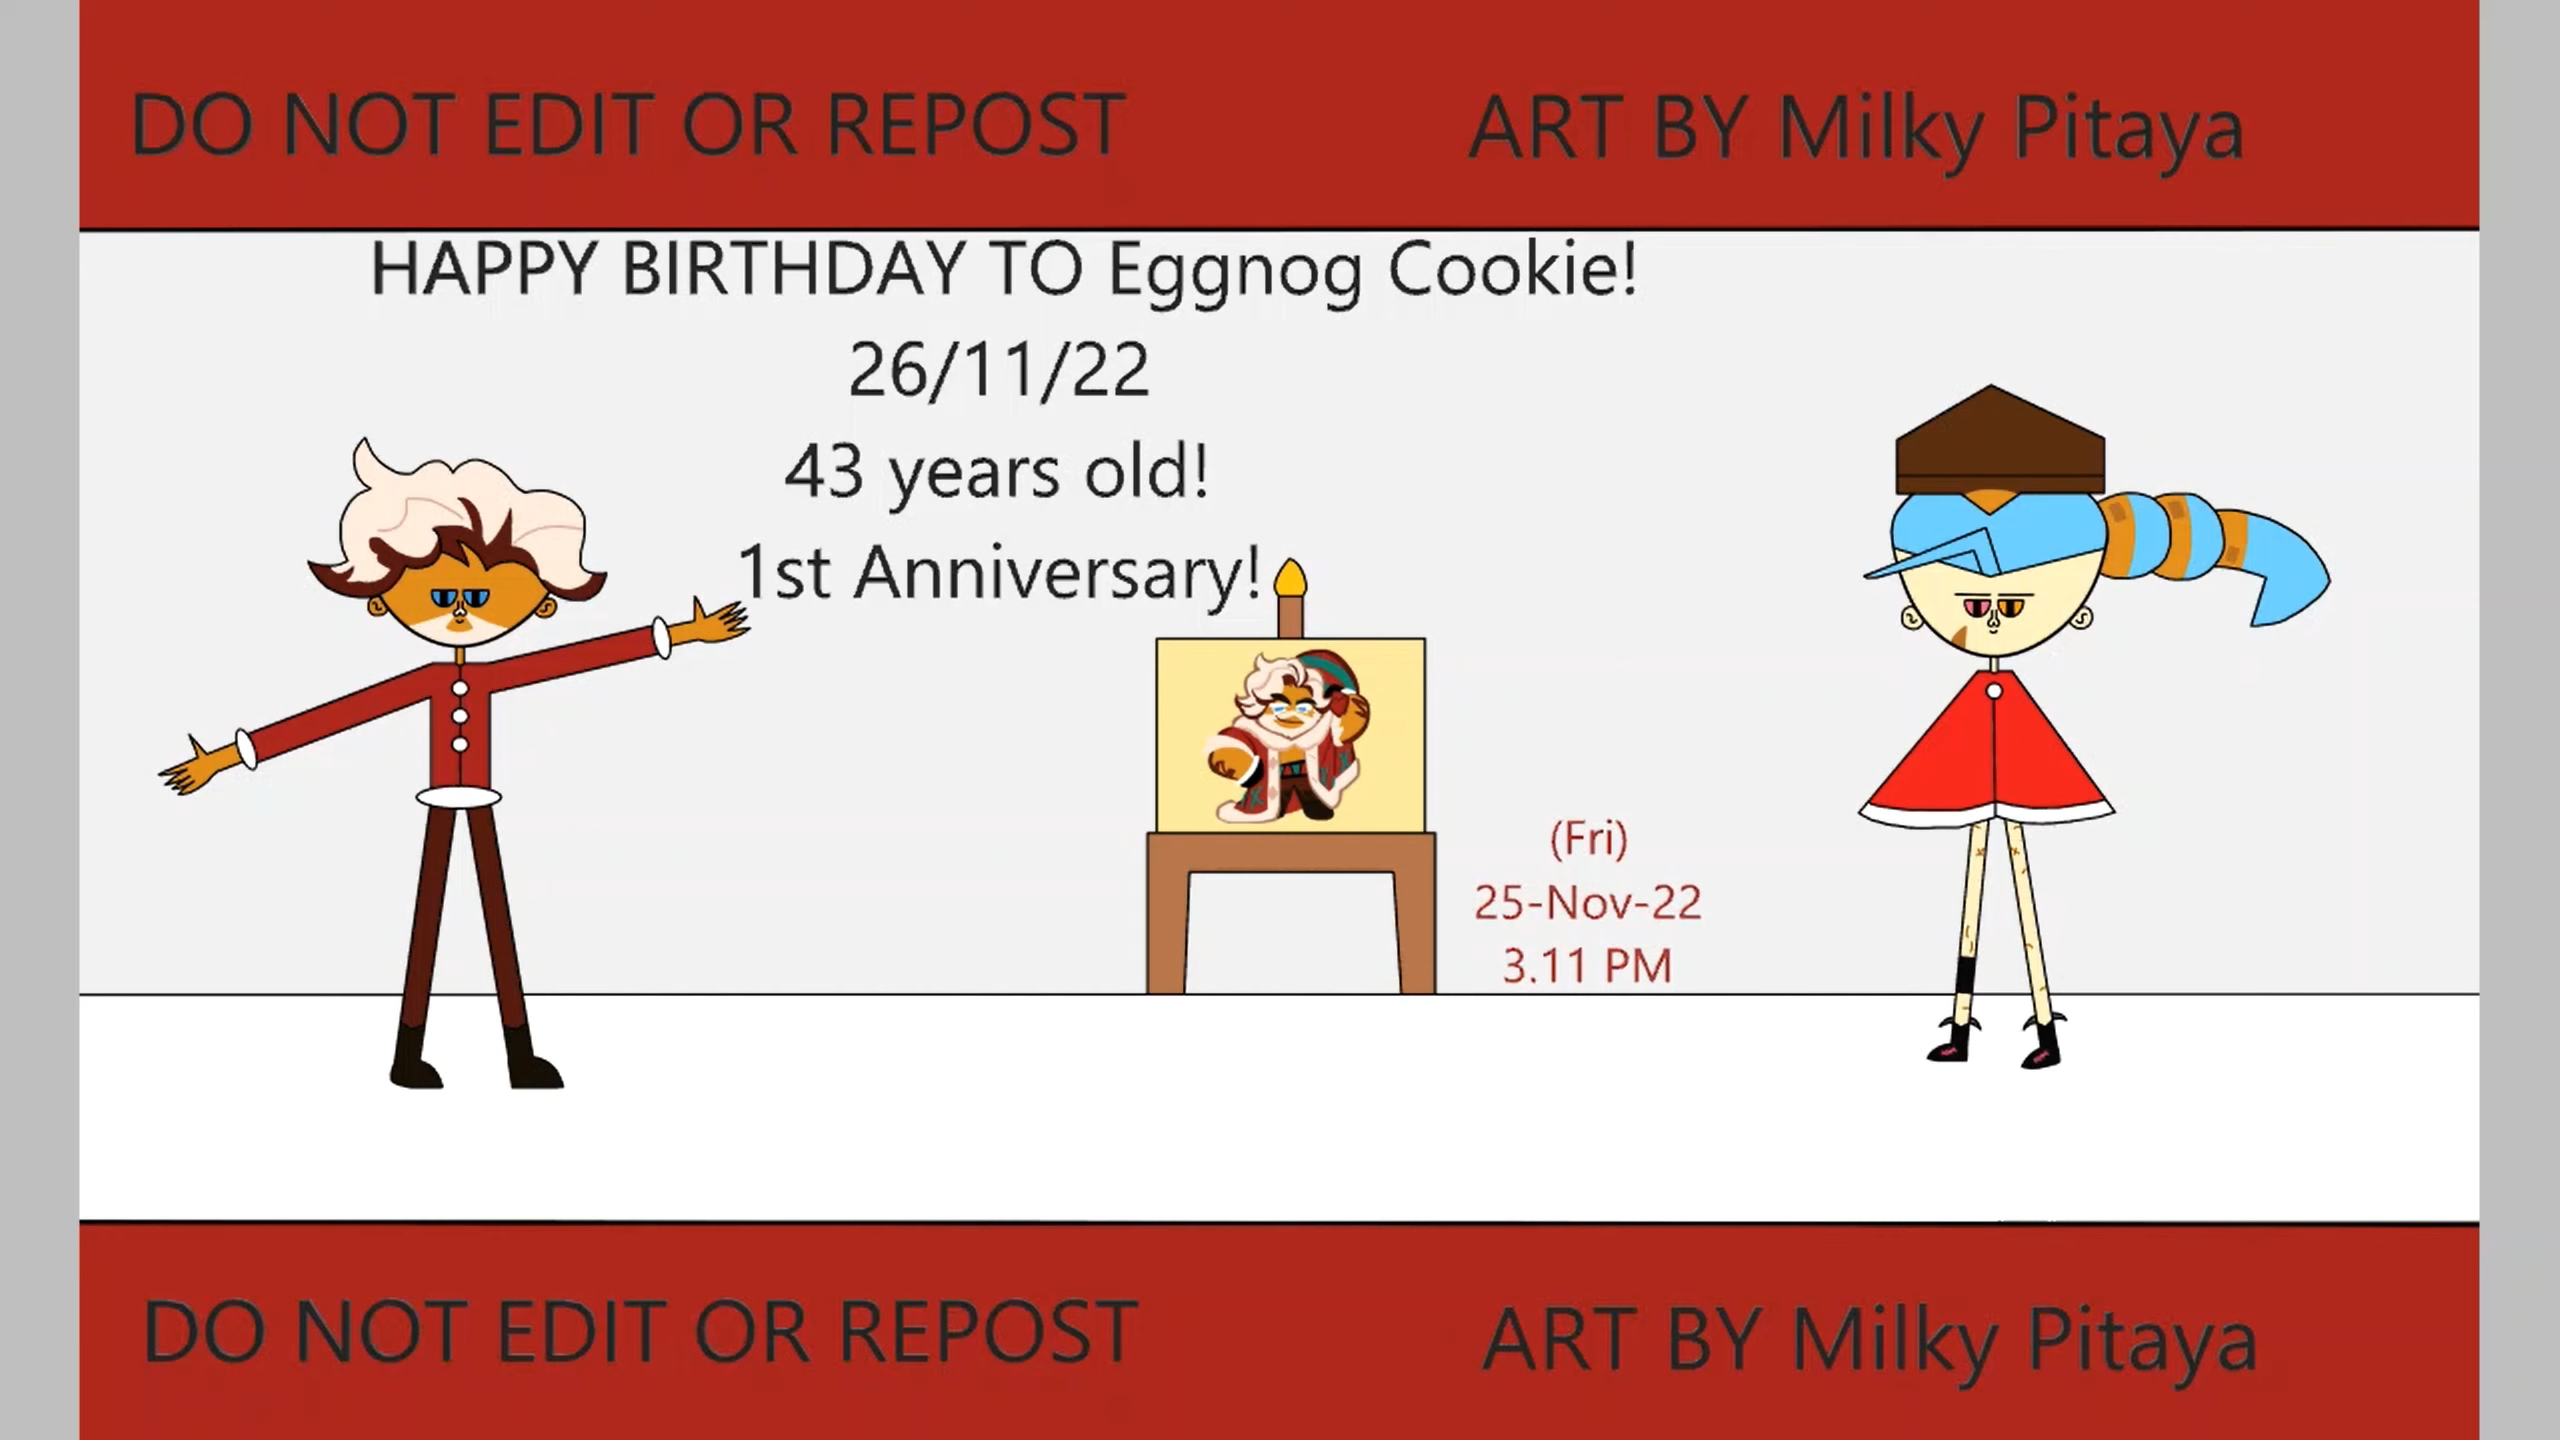 DO NOT EDIT OR REPOST
ART BY Milky Pitaya
HAPPY BIRTHDAY TO Eggnog Cookie!
26/11/22
43 years old!
1st Anniversary!
(Fri)
25-Nov-22
3.11 PM
DO NOT EDIT OR REPOST
ART BY Milky Pitaya